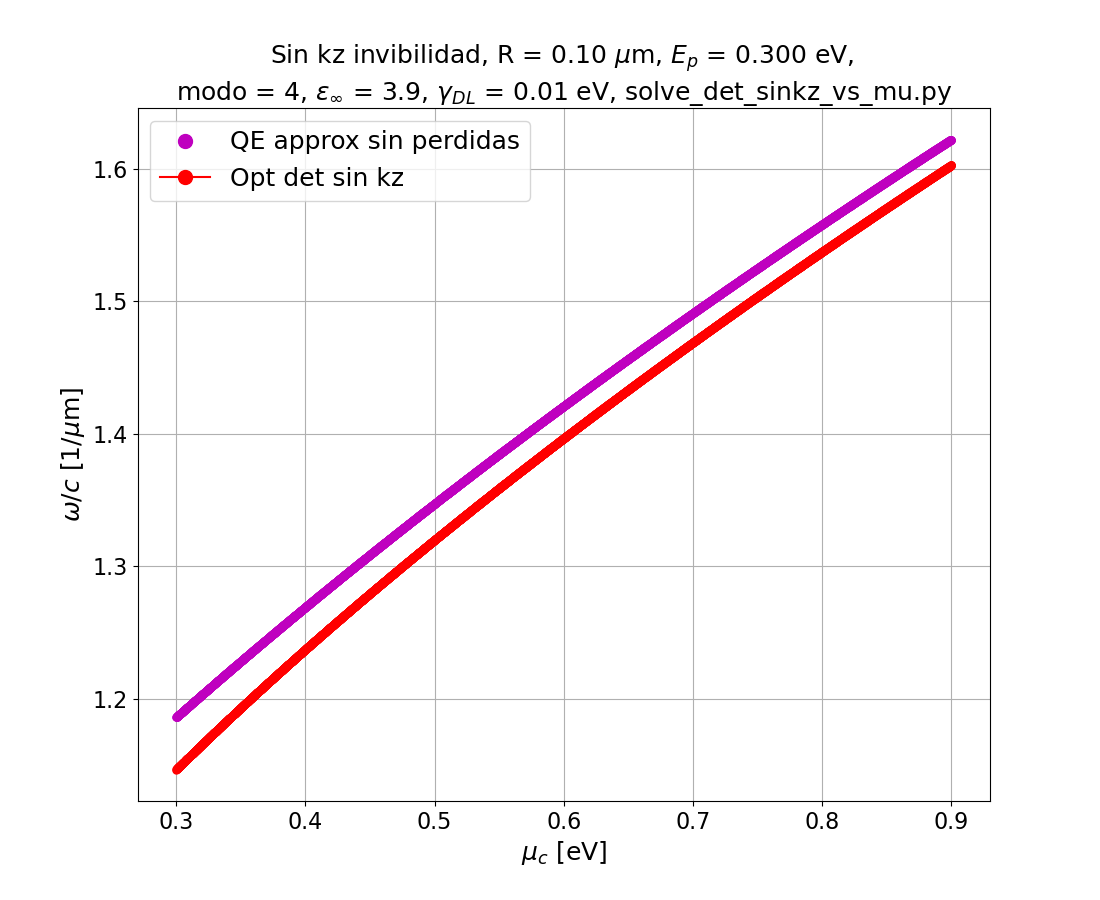 Sin kz invibilidad, R = 0.10 μm, E_p = 0.300 eV,
modo = 4, ε_∞ = 3.9, γ_DL = 0.01 eV, solve_det_sinkz_vs_mu.py
QE approx sin perdidas
Opt det sin kz
1.6
1.5
1.4
1.3
1.2
ω/c [1/μm]
0.3 0.4 0.5 0.6 0.7 0.8 0.9
μ_c [eV]